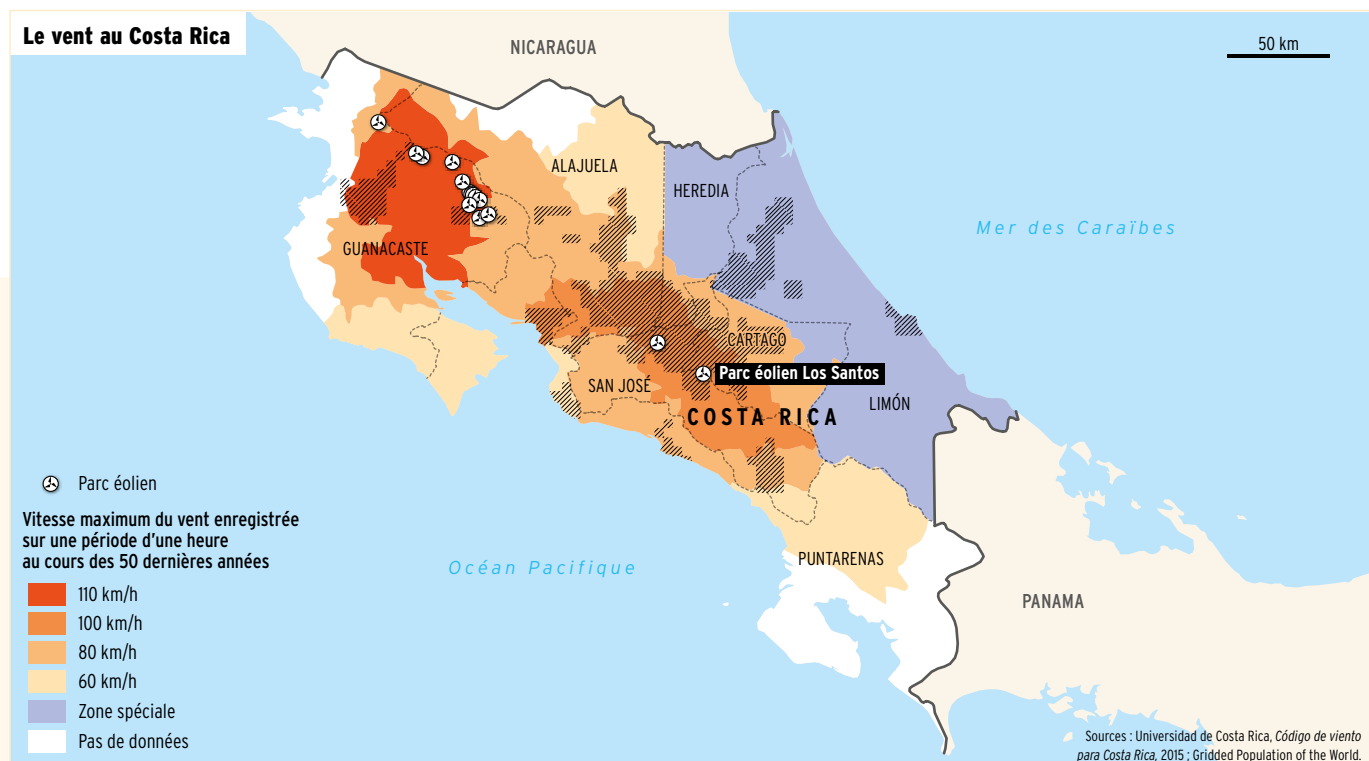 Le vent au Costa Rica
NICARAGUA
50 km
ALAJUELA
HEREDIA
Mer des Caraïbes
GUANACASTE
CARTAGO
Parc éolien Los Santos
SAN JOSÉ
LIMÓN
COSTA RICA
Parc éolien
Vitesse maximum du vent enregistrée
sur une période d'une heure
au cours des 50 dernières années
Océan Pacifique
PUNTARENAS
PANAMA
110 km/h
100 km/h
80 km/h
60 km/h
Zone spéciale
Pas de données
Sources : Universidad de Costa Rica, Código de viento
para Costa Rica, 2015 ; Gridded Population of the World.